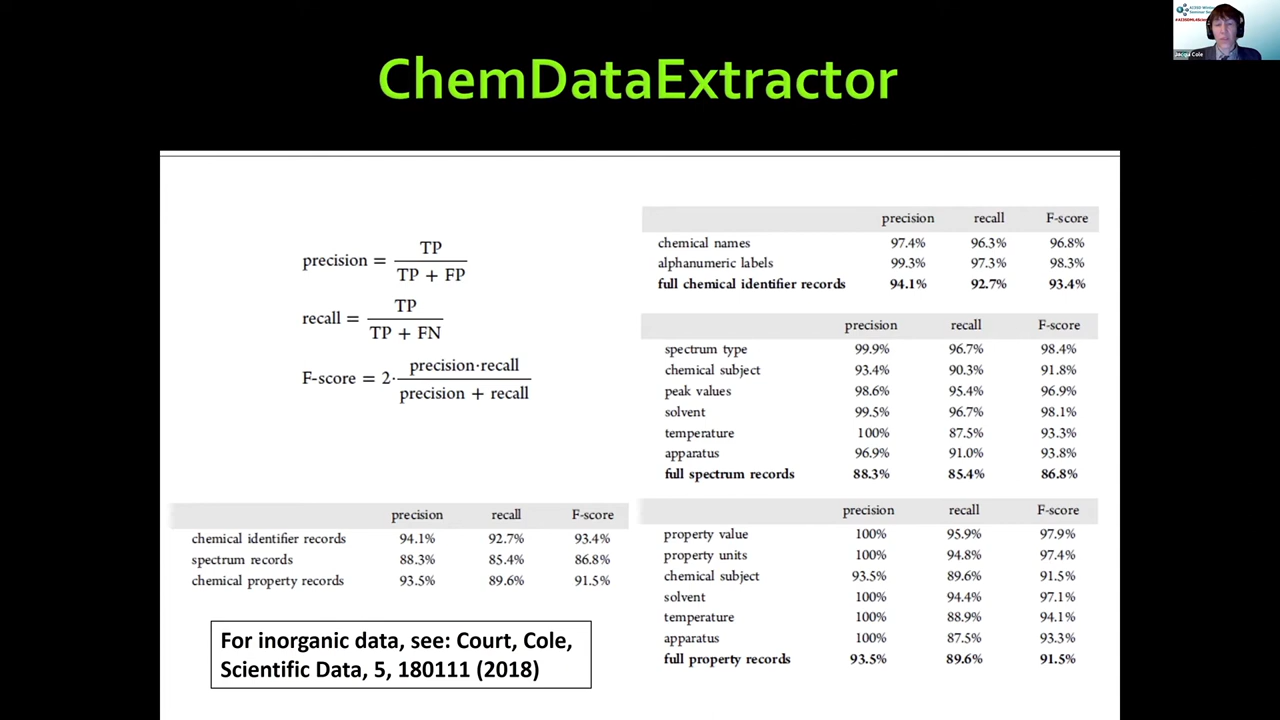 ChemDataExtractor
Jacqui Cole
precision = TP / TP + FP
recall = TP / TP + FN
F-score = 2· precision·recall / precision + recall
precision recall F-score
chemical names 97.4% 96.3% 96.8%
alphanumeric labels 99.3% 97.3% 98.3%
full chemical identifier records 94.1% 92.7% 93.4%
precision recall F-score
spectrum type 99.9% 96.7% 98.4%
chemical subject 93.4% 90.3% 91.8%
peak values 98.6% 95.4% 96.9%
solvent 99.5% 96.7% 98.1%
temperature 100% 87.5% 93.3%
apparatus 96.9% 91.0% 93.8%
full spectrum records 88.3% 85.4% 86.8%
precision recall F-score
chemical identifier records 94.1% 92.7% 93.4%
spectrum records 88.3% 85.4% 86.8%
chemical property records 93.5% 89.6% 91.5%
precision recall F-score
property value 100% 95.9% 97.9%
property units 100% 94.8% 97.4%
chemical subject 93.5% 89.6% 91.5%
solvent 100% 94.4% 97.1%
temperature 100% 88.9% 94.1%
apparatus 100% 87.5% 93.3%
full property records 93.5% 89.6% 91.5%
For inorganic data, see: Court, Cole,
Scientific Data, 5, 180111 (2018)